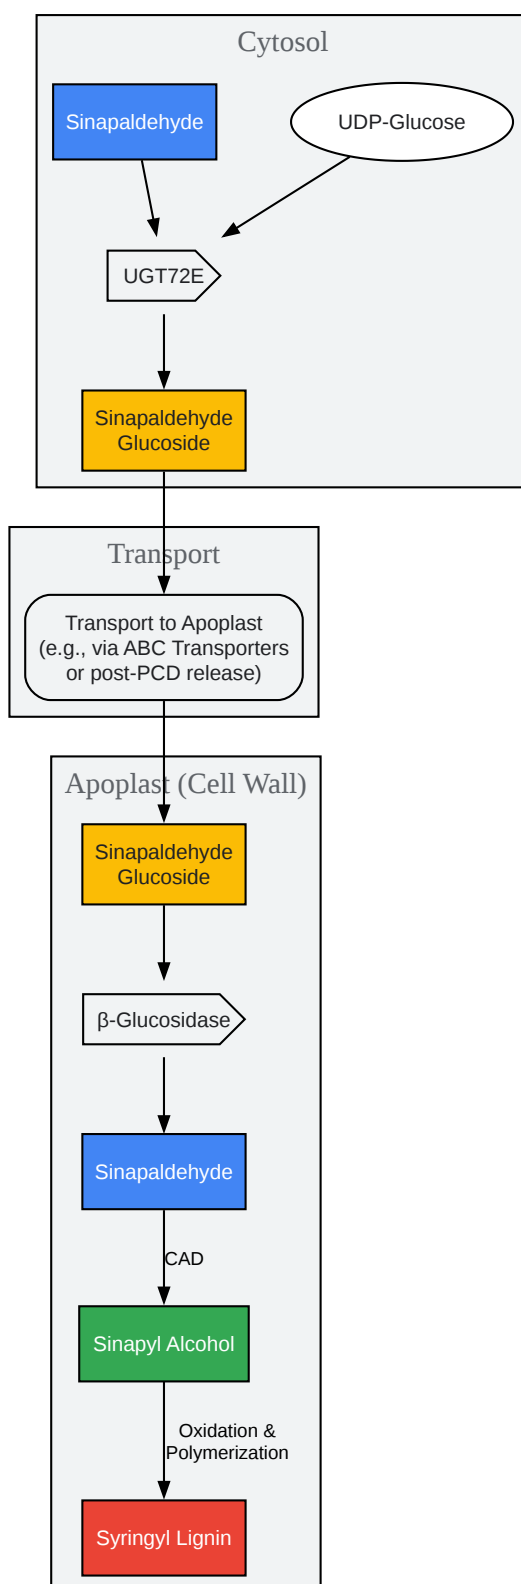 Cytosol
Sinapaldehyde
UDP-Glucose
UGT72E
Sinapaldehyde
Glucoside
Transport
Transport to Apoplast
(e.g., via ABC Transporters
or post-PCD release)
Apoplast (Cell Wall)
Sinapaldehyde
Glucoside
β-Glucosidase
Sinapaldehyde
CAD
Sinapyl Alcohol
Oxidation &
Polymerization
Syringyl Lignin